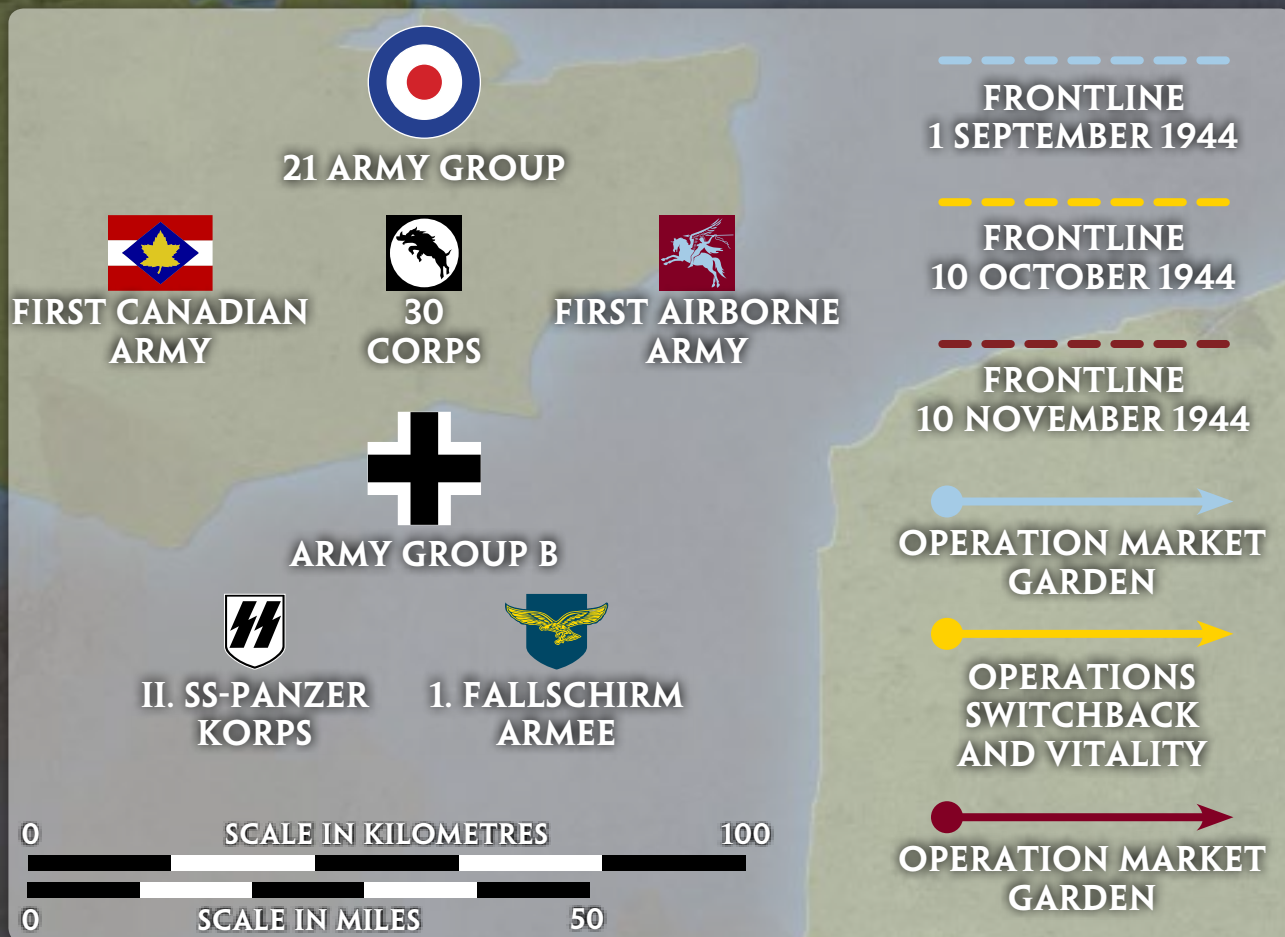 21 ARMY GROUP
FIRST CANADIAN
ARMY
30
CORPS
FIRST AIRBORNE
ARMY
ARMY GROUP B
II. SS-PANZER
KORPS
1. FALLSCHIRM
ARMEE
0 SCALE IN KILOMETRES 100
0 SCALE IN MILES 50
FRONTLINE
1 SEPTEMBER 1944
FRONTLINE
10 OCTOBER 1944
FRONTLINE
10 NOVEMBER 1944
OPERATION MARKET
GARDEN
OPERATIONS
SWITCHBACK
AND VITALITY
OPERATION MARKET
GARDEN